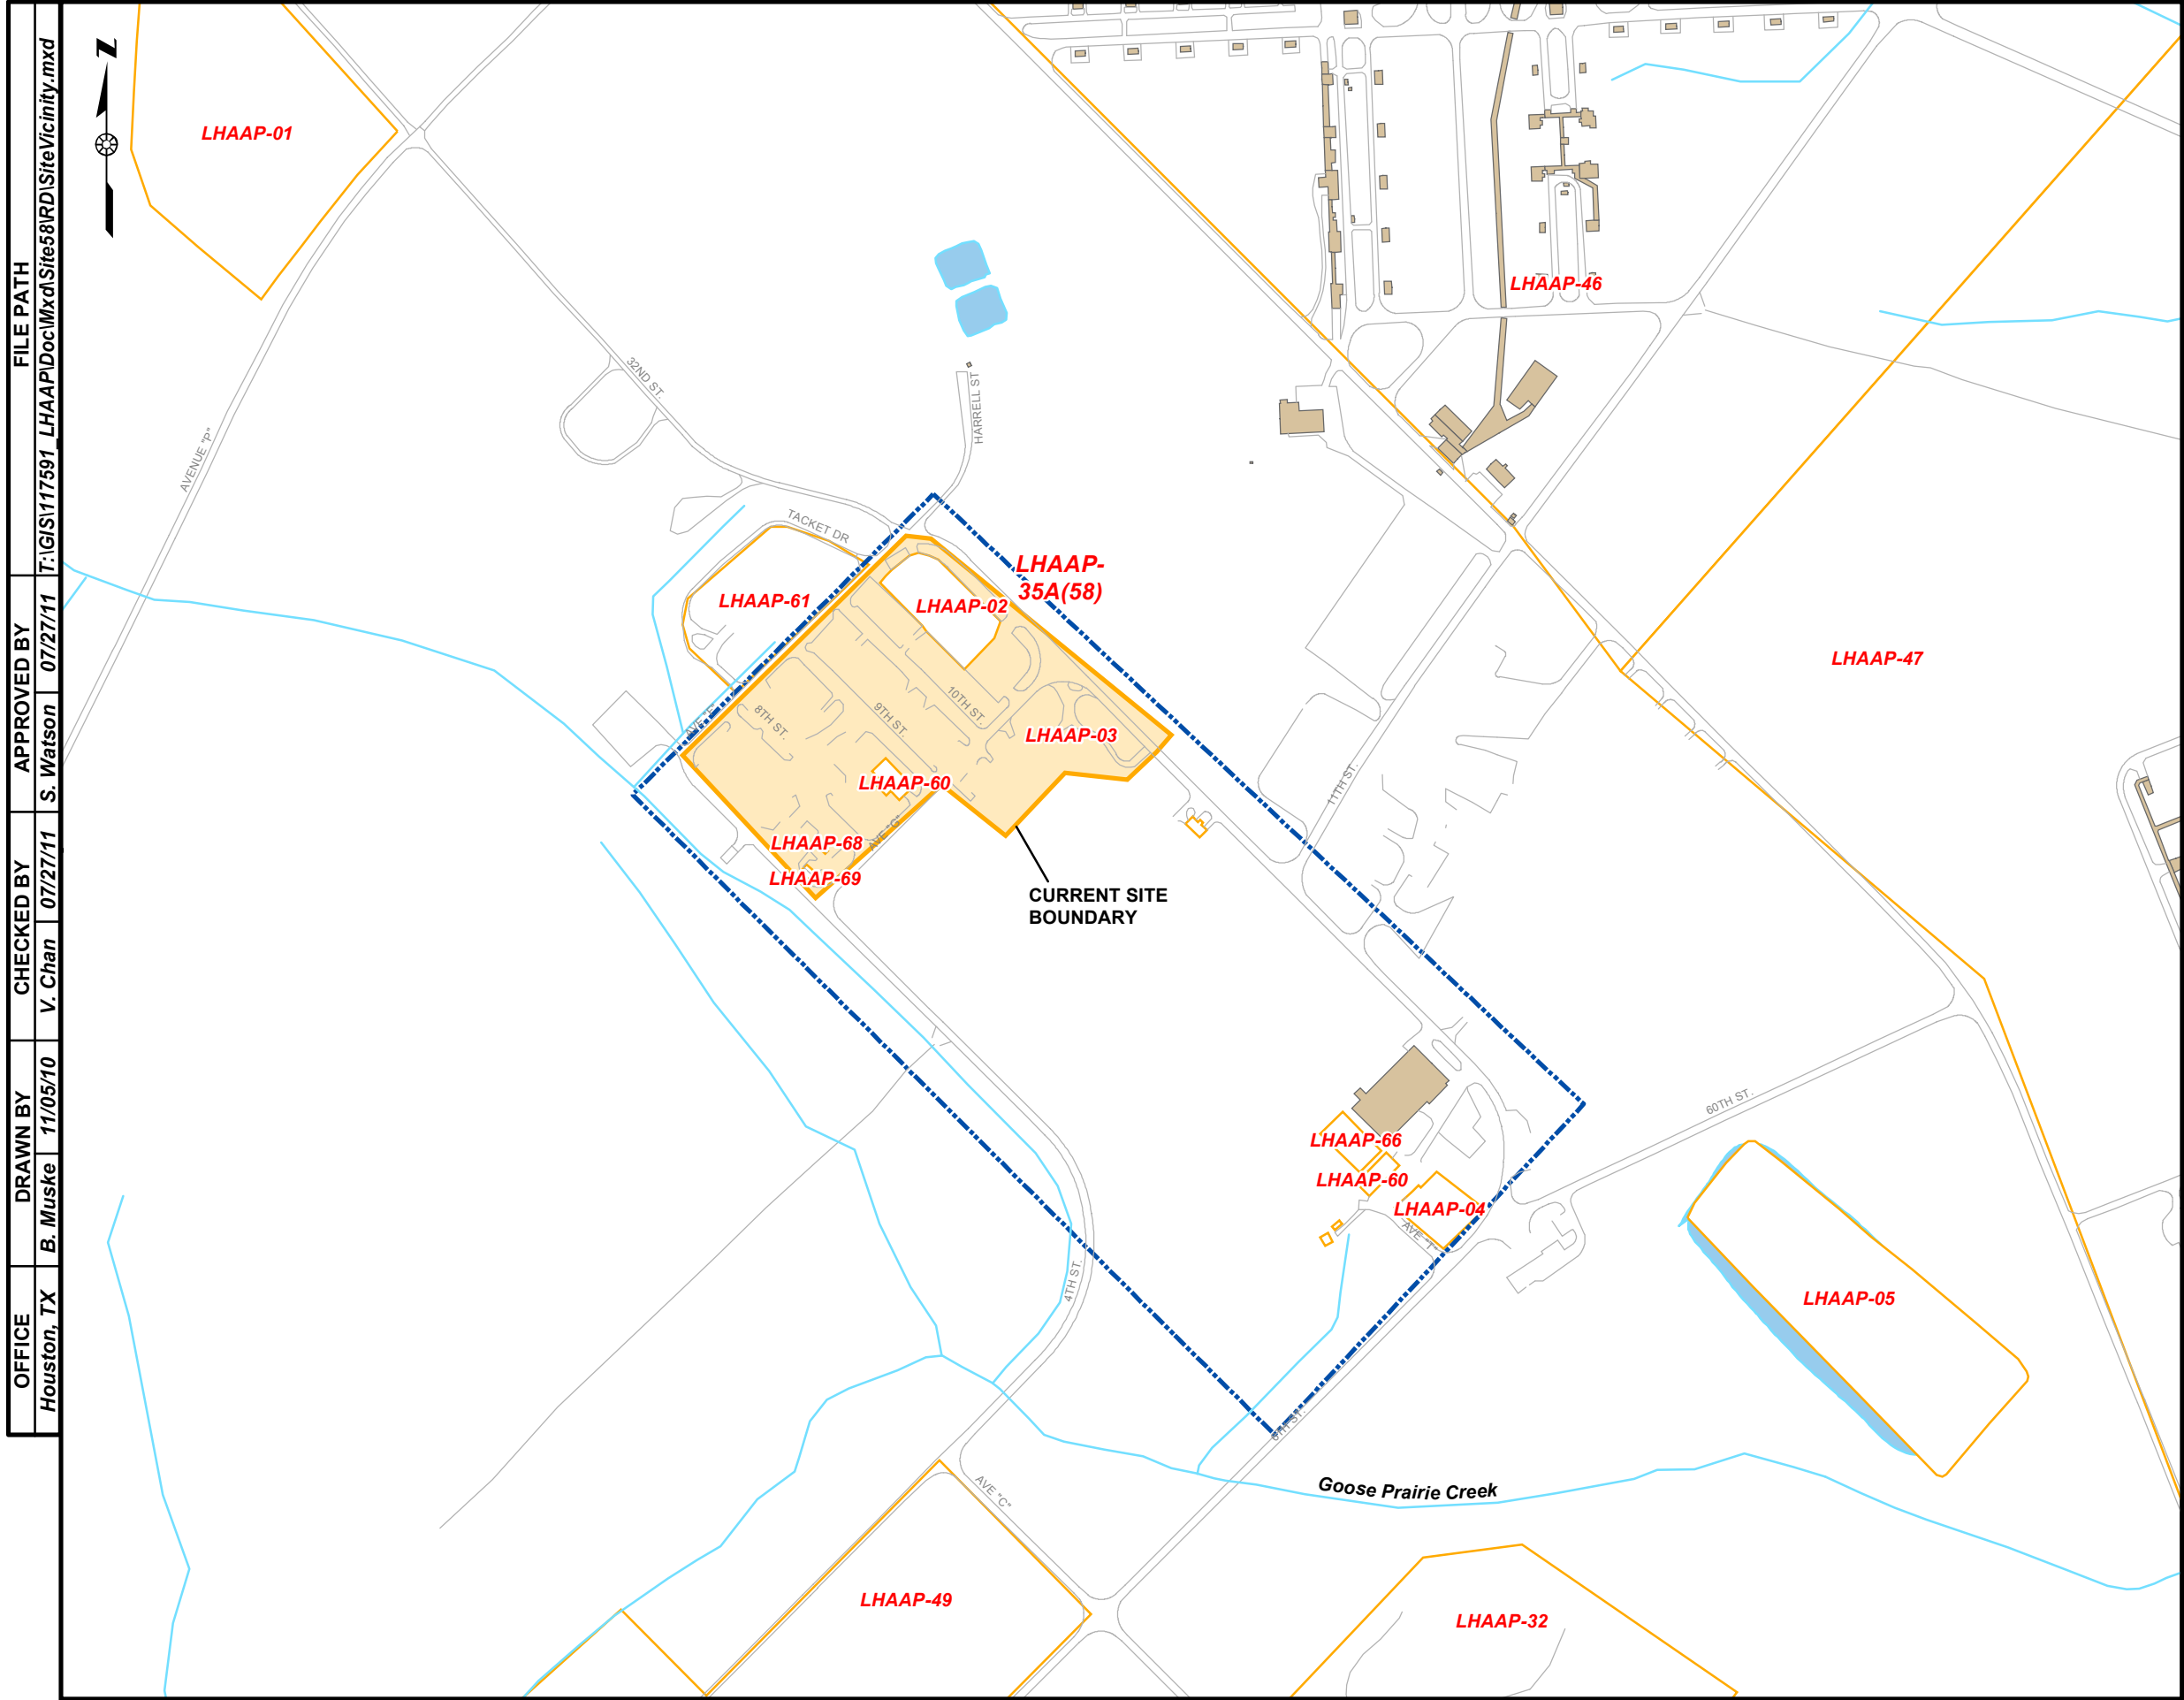 FILE PATH
T:\GIS\117591_LHAAP\Doc\Mxd\Site58\RD\SiteVicinity.mxd
APPROVED BY
S. Watson 07/27/11
CHECKED BY
V. Chan 07/27/11
DRAWN BY
B. Muske 11/05/10
OFFICE
Houston, TX
N
LHAAP-01
LHAAP-46
32ND ST.
HARRELL ST
AVENUE "P"
TACKET DR
LHAAP-
35A(58)
LHAAP-61
LHAAP-02
LHAAP-47
10TH ST.
9TH ST.
8TH ST.
AVE "E"
LHAAP-03
LHAAP-60
11TH ST.
AVE "G"
LHAAP-68
LHAAP-69
CURRENT SITE
BOUNDARY
60TH ST.
LHAAP-66
LHAAP-60
LHAAP-04
AVE "I"
4TH ST.
LHAAP-05
Goose Prairie Creek
AVE "C"
LHAAP-49
LHAAP-32